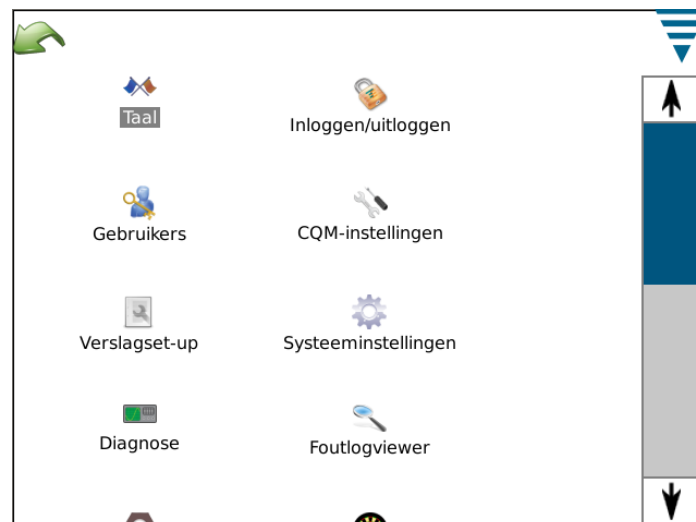 Taal
Inloggen/uitloggen
Gebruikers
CQM-instellingen
Verslagset-up
Systeeminstellingen
Diagnose
Foutlogviewer